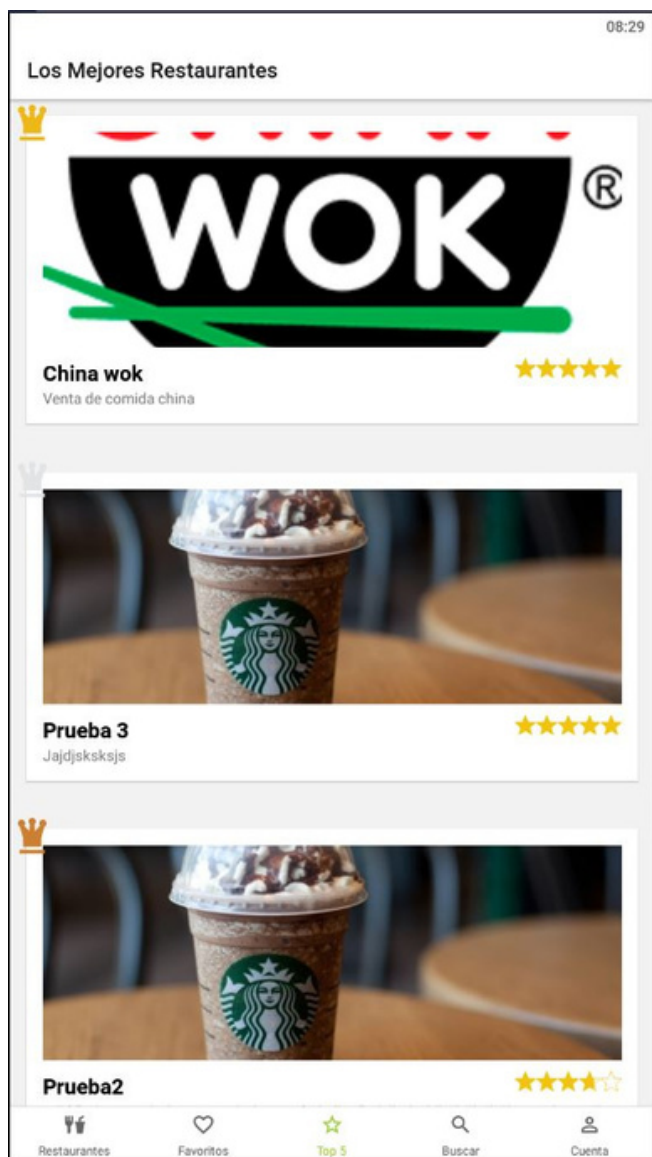 08:29
Los Mejores Restaurantes
WOK ®
China wok
Venta de comida china
Prueba 3
Jajdjsksksjs
Prueba2
Restaurantes
Favoritos
Top 5
Buscar
Cuenta